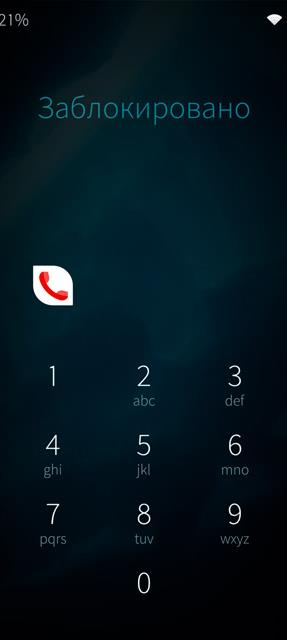 21%
Заблокировано
1 2 3
abc def
4 5 6
ghi jkl mno
7 8 9
pqrs tuv wxyz
0